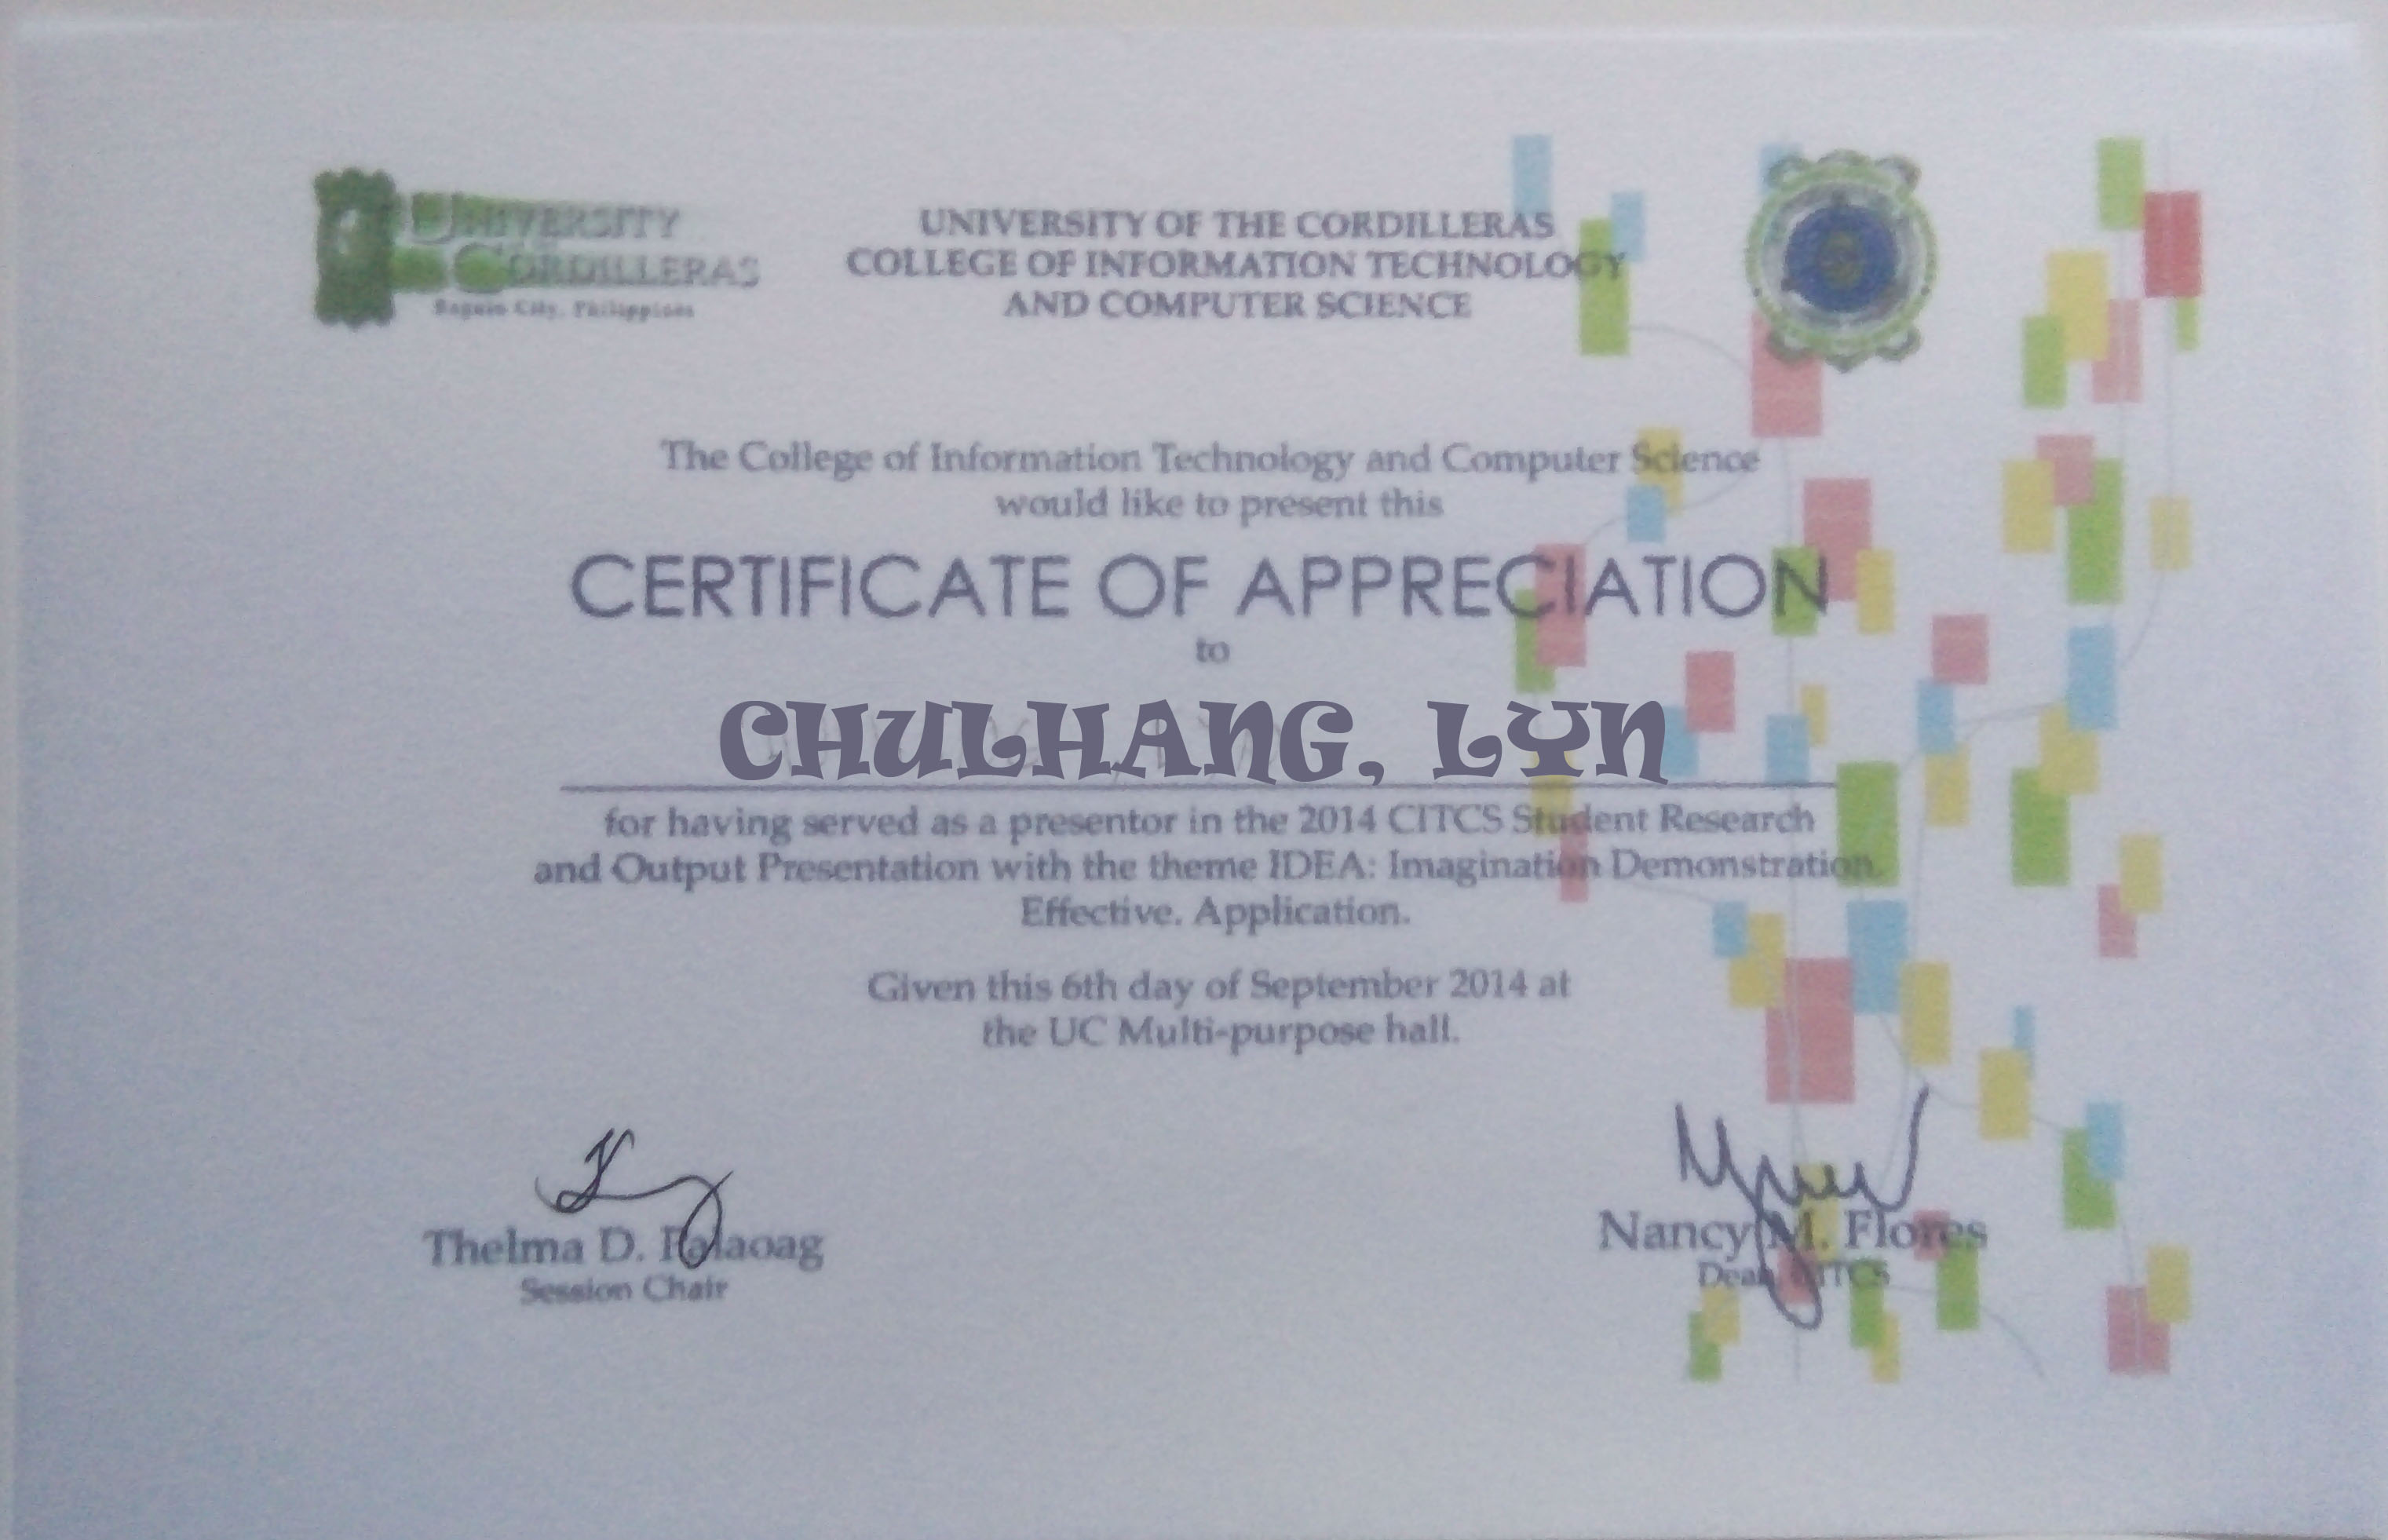 UNIVERSITY
CORDILLERAS
Baguio City, Philippines
UNIVERSITY OF THE CORDILLERAS
COLLEGE OF INFORMATION TECHNOLOGY
AND COMPUTER SCIENCE
The College of Information Technology and Computer Science
would like to present this
CERTIFICATE OF APPRECIATION
to
CHULHANG, LYN
for having served as a presentor in the 2014 CITCS Student Research
and Output Presentation with the theme IDEA: Imagination Demonstration.
Effective. Application.
Given this 6th day of September 2014 at
the UC Multi-purpose hall.
Thelma D. Palaoag
Session Chair
Nancy M. Flores
Dean, CITCS